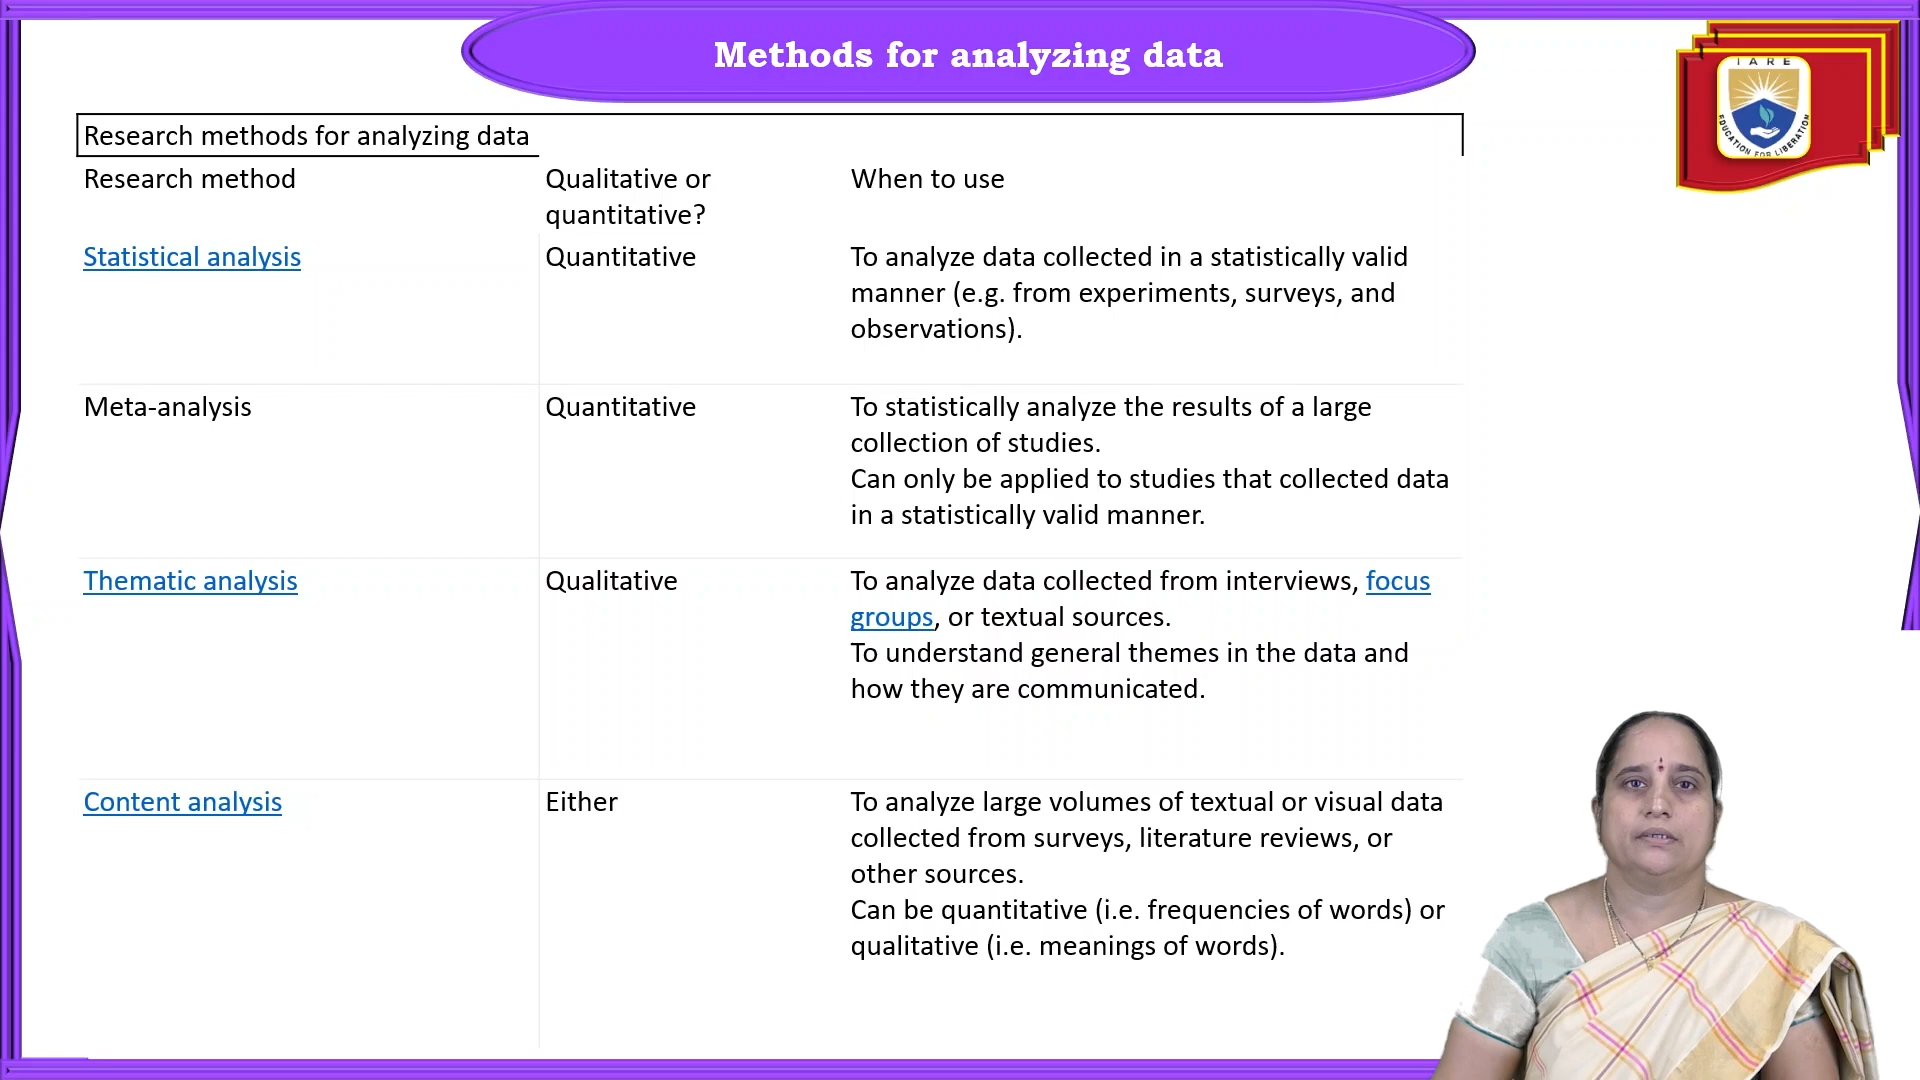 Methods for analyzing data
IARE
EDUCATION FOR LIBERATION
Research methods for analyzing data
Research method
Qualitative or
quantitative?
When to use
Statistical analysis
Quantitative
To analyze data collected in a statistically valid
manner (e.g. from experiments, surveys, and
observations).
Meta-analysis
Quantitative
To statistically analyze the results of a large
collection of studies.
Can only be applied to studies that collected data
in a statistically valid manner.
Thematic analysis
Qualitative
To analyze data collected from interviews, focus
groups, or textual sources.
To understand general themes in the data and
how they are communicated.
Content analysis
Either
To analyze large volumes of textual or visual data
collected from surveys, literature reviews, or
other sources.
Can be quantitative (i.e. frequencies of words) or
qualitative (i.e. meanings of words).